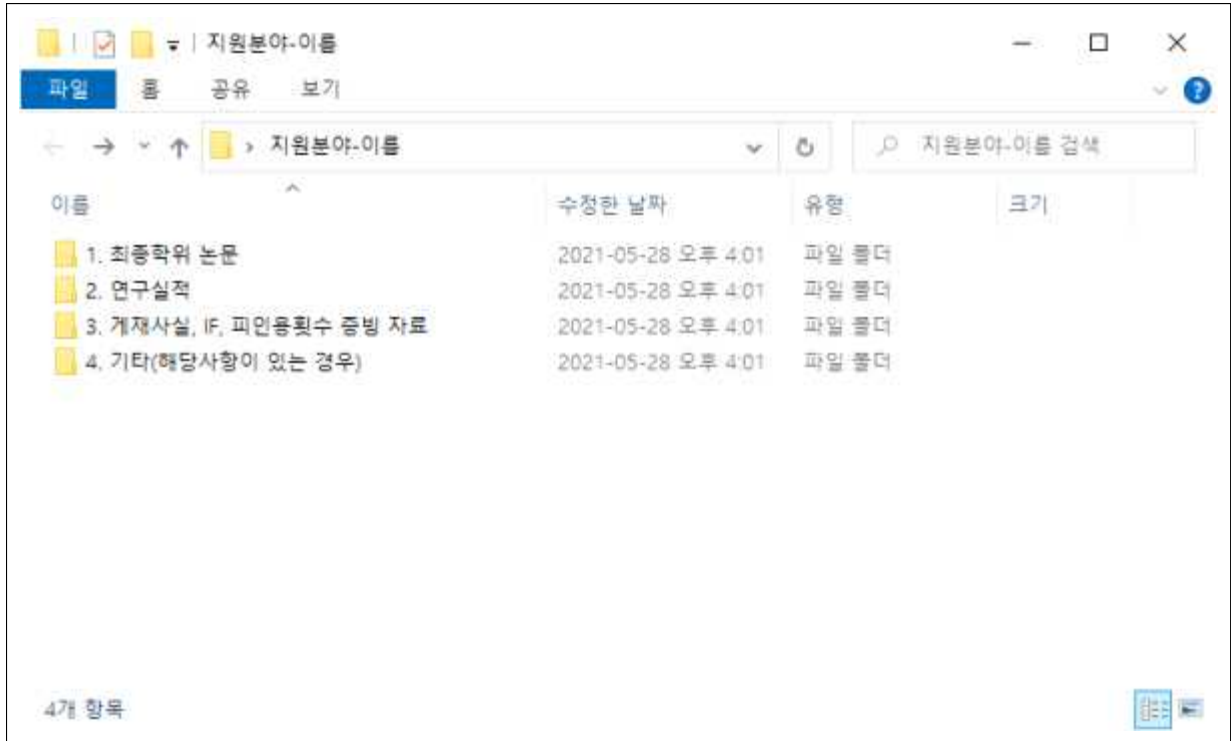 지원분야-이름
파일 홈 공유 보기
지원분야-이름 지원분야-이름 검색
이름 수정한 날짜 유형 크기
1. 최종학위 논문 2021-05-28 오후 4:01 파일 폴더
2. 연구실적 2021-05-28 오후 4:01 파일 폴더
3. 게재사실, IF, 피인용횟수 증빙 자료 2021-05-28 오후 4:01 파일 폴더
4. 기타(해당사항이 있는 경우) 2021-05-28 오후 4:01 파일 폴더
4개 항목